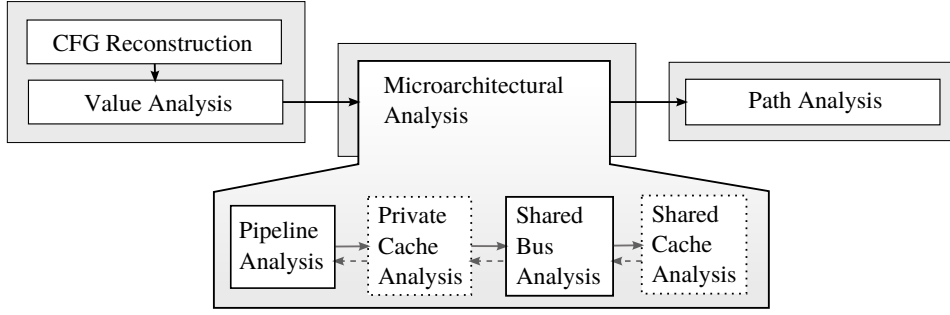 CFG Reconstruction
Value Analysis
Microarchitectural
Analysis
Path Analysis
Pipeline
Analysis
Private
Cache
Analysis
Shared
Bus
Analysis
Shared
Cache
Analysis